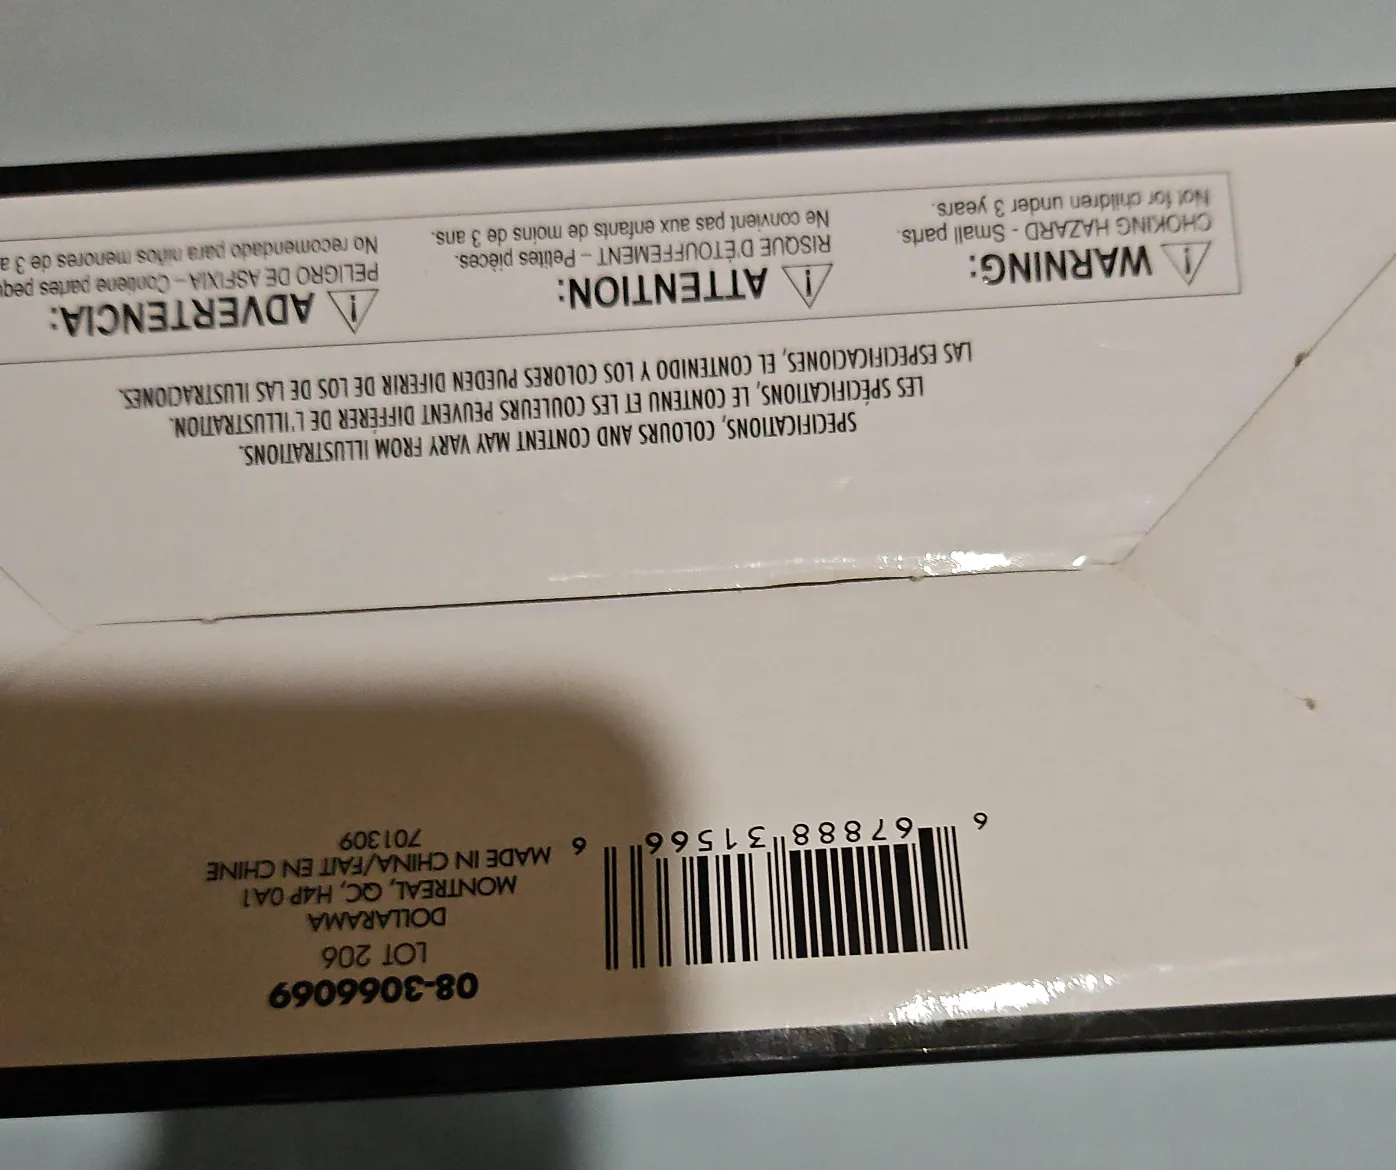 08-3066069
LOT 206
DOLLARAMA
MONTREAL, QC, H4P 0A1
MADE IN CHINA/FAIT EN CHINE
701309
6 67888 31566 6
SPECIFICATIONS, COLOURS AND CONTENT MAY VARY FROM ILLUSTRATIONS.
LES SPÉCIFICATIONS, LE CONTENU ET LES COULEURS PEUVENT DIFFÉRER DE L'ILLUSTRATION.
LAS ESPECIFICACIONES, EL CONTENIDO Y LOS COLORES PUEDEN DIFERIR DE LOS DE LAS ILUSTRACIONES.
WARNING:
CHOKING HAZARD - Small parts.
Not for children under 3 years.
ATTENTION:
RISQUE D'ÉTOUFFEMENT – Petites pièces.
Ne convient pas aux enfants de moins de 3 ans.
ADVERTENCIA:
PELIGRO DE ASFIXIA – Contiene partes
No recomendado para niños menores de 3